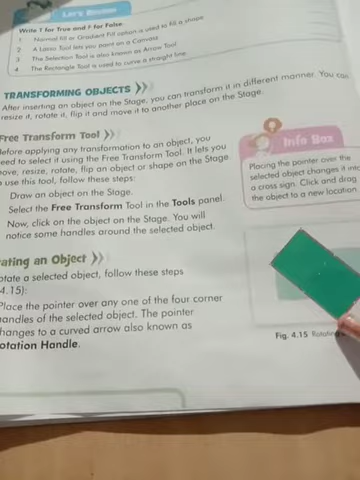 Let's Review
Write T for True and F for False.
1 Normal fill or Gradient Fill option is used to fill a shape
2 A Lasso Tool lets you paint on a Canvas
3 The Selection Tool is also known as Arrow Tool
4 The Rectangle Tool is used to curve a straight line
TRANSFORMING OBJECTS
After inserting an object on the Stage, you can transform it in different manner. You can
resize it, rotate it, flip it and move it to another place on the Stage.
Free Transform Tool
Before applying any transformation to an object, you
need to select it using the Free Transform Tool. It lets you
move, resize, rotate, flip an object or shape on the Stage.
use this tool, follow these steps:
Draw an object on the Stage.
Select the Free Transform Tool in the Tools panel.
Now, click on the object on the Stage. You will
notice some handles around the selected object.
Info Box
Placing the pointer over the
selected object changes it into
a cross sign. Click and drag
the object to a new location
ating an Object
otate a selected object, follow these steps
4.15):
Place the pointer over any one of the four corner
handles of the selected object. The pointer
hanges to a curved arrow also known as
otation Handle.
Fig. 4.15